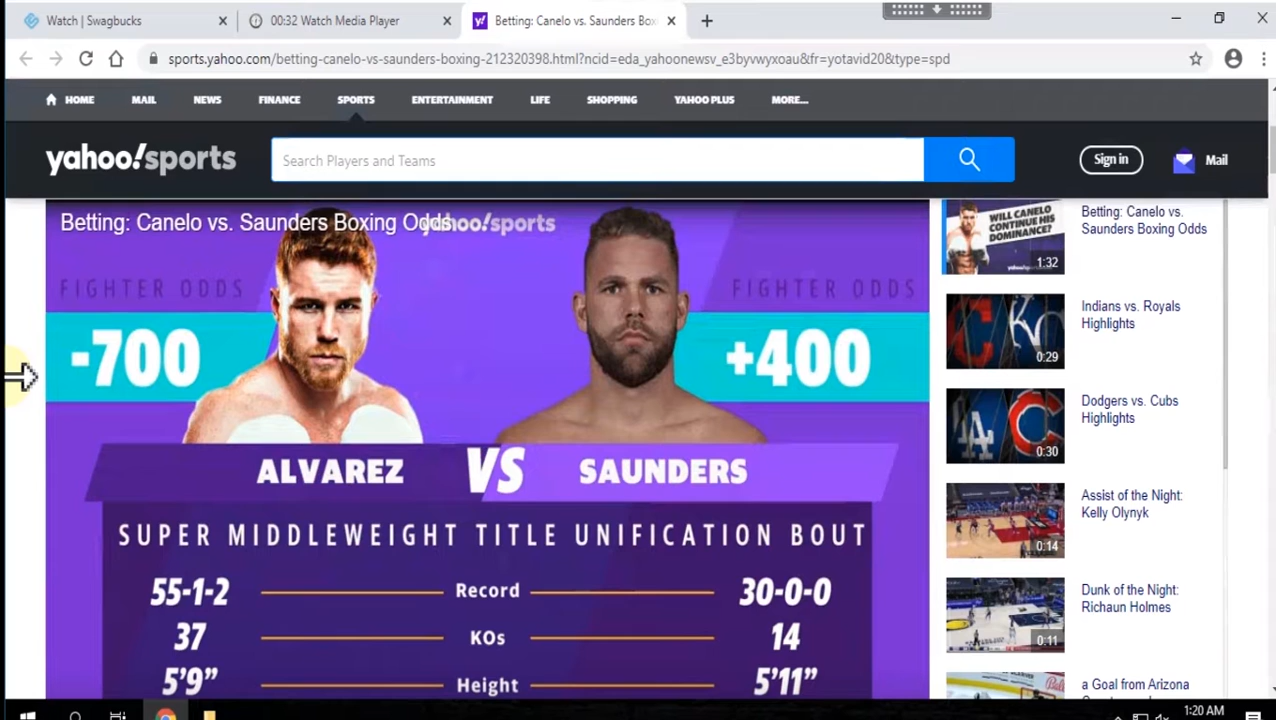 Watch | Swagbucks
00:32 Watch Media Player
Betting: Canelo vs. Saunders Box
sports.yahoo.com/betting-canelo-vs-saunders-boxing-212320398.html?ncid=eda_yahoonewsv_e3byvwyxoau&fr=yotavid20&type=spd
HOME MAIL NEWS FINANCE SPORTS ENTERTAINMENT LIFE SHOPPING YAHOO PLUS MORE...
yahoo!sports
Search Players and Teams
Sign in
Mail
Betting: Canelo vs. Saunders Boxing Odds
yahoo!sports
FIGHTER ODDS
FIGHTER ODDS
-700
+400
ALVAREZ VS SAUNDERS
SUPER MIDDLEWEIGHT TITLE UNIFICATION BOUT
55-1-2 Record 30-0-0
37 KOs 14
5'9" Height 5'11"
WILL CANELO
CONTINUE HIS
DOMINANCE?
yahoo!sports
1:32
Betting: Canelo vs.
Saunders Boxing Odds
C KC
0:29
Indians vs. Royals
Highlights
LA C
0:30
Dodgers vs. Cubs
Highlights
0:14
Assist of the Night:
Kelly Olynyk
0:11
Dunk of the Night:
Richaun Holmes
a Goal from Arizona
1:20 AM